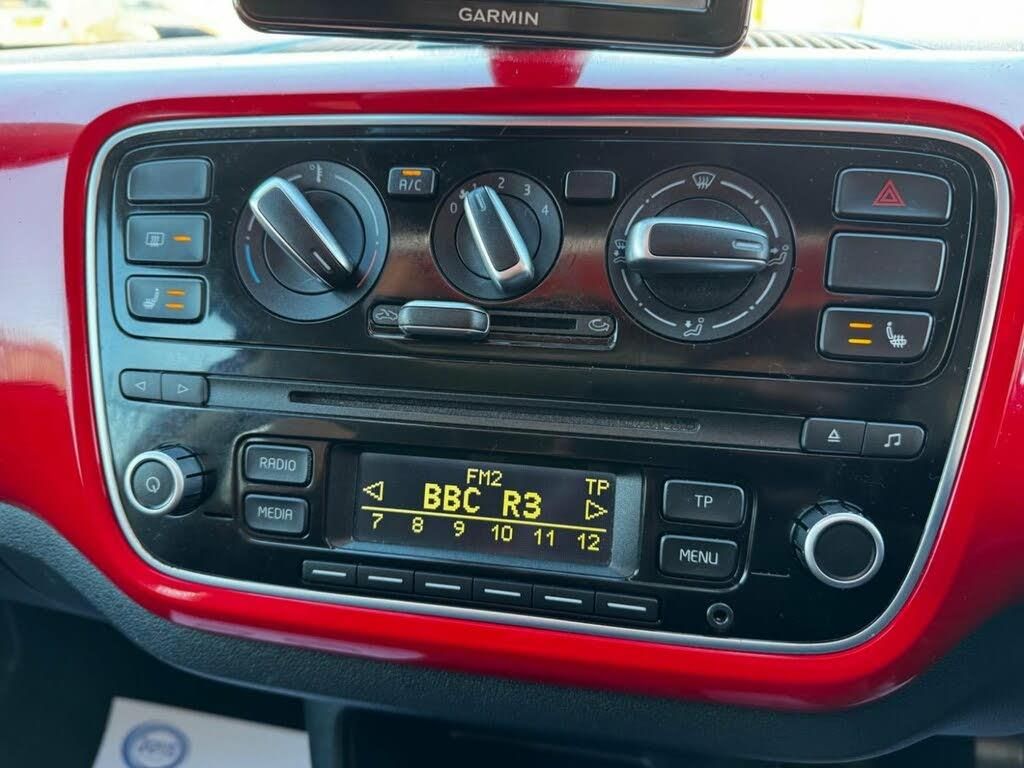 GARMIN
A/C
0 1 2 3 4
RADIO
MEDIA
FM2
TP
BBC R3
7 8 9 10 11 12
TP
MENU